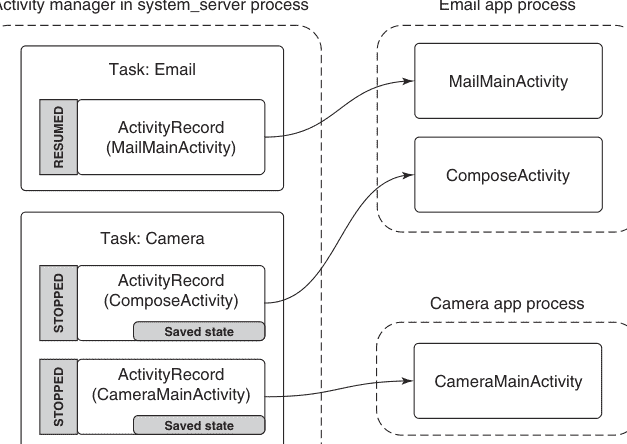 Activity manager in system_server process
Email app process
Task: Email
RESUMED
ActivityRecord
(MailMainActivity)
MailMainActivity
ComposeActivity
Task: Camera
STOPPED
ActivityRecord
(ComposeActivity)
Saved state
STOPPED
ActivityRecord
(CameraMainActivity)
Saved state
Camera app process
CameraMainActivity